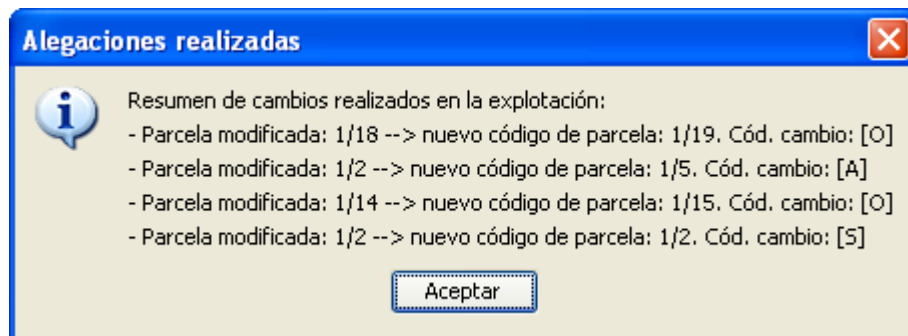 Alegaciones realizadas
Resumen de cambios realizados en la explotación:
- Parcela modificada: 1/18 --> nuevo código de parcela: 1/19. Cód. cambio: [O]
- Parcela modificada: 1/2 --> nuevo código de parcela: 1/5. Cód. cambio: [A]
- Parcela modificada: 1/14 --> nuevo código de parcela: 1/15. Cód. cambio: [O]
- Parcela modificada: 1/2 --> nuevo código de parcela: 1/2. Cód. cambio: [S]
Aceptar